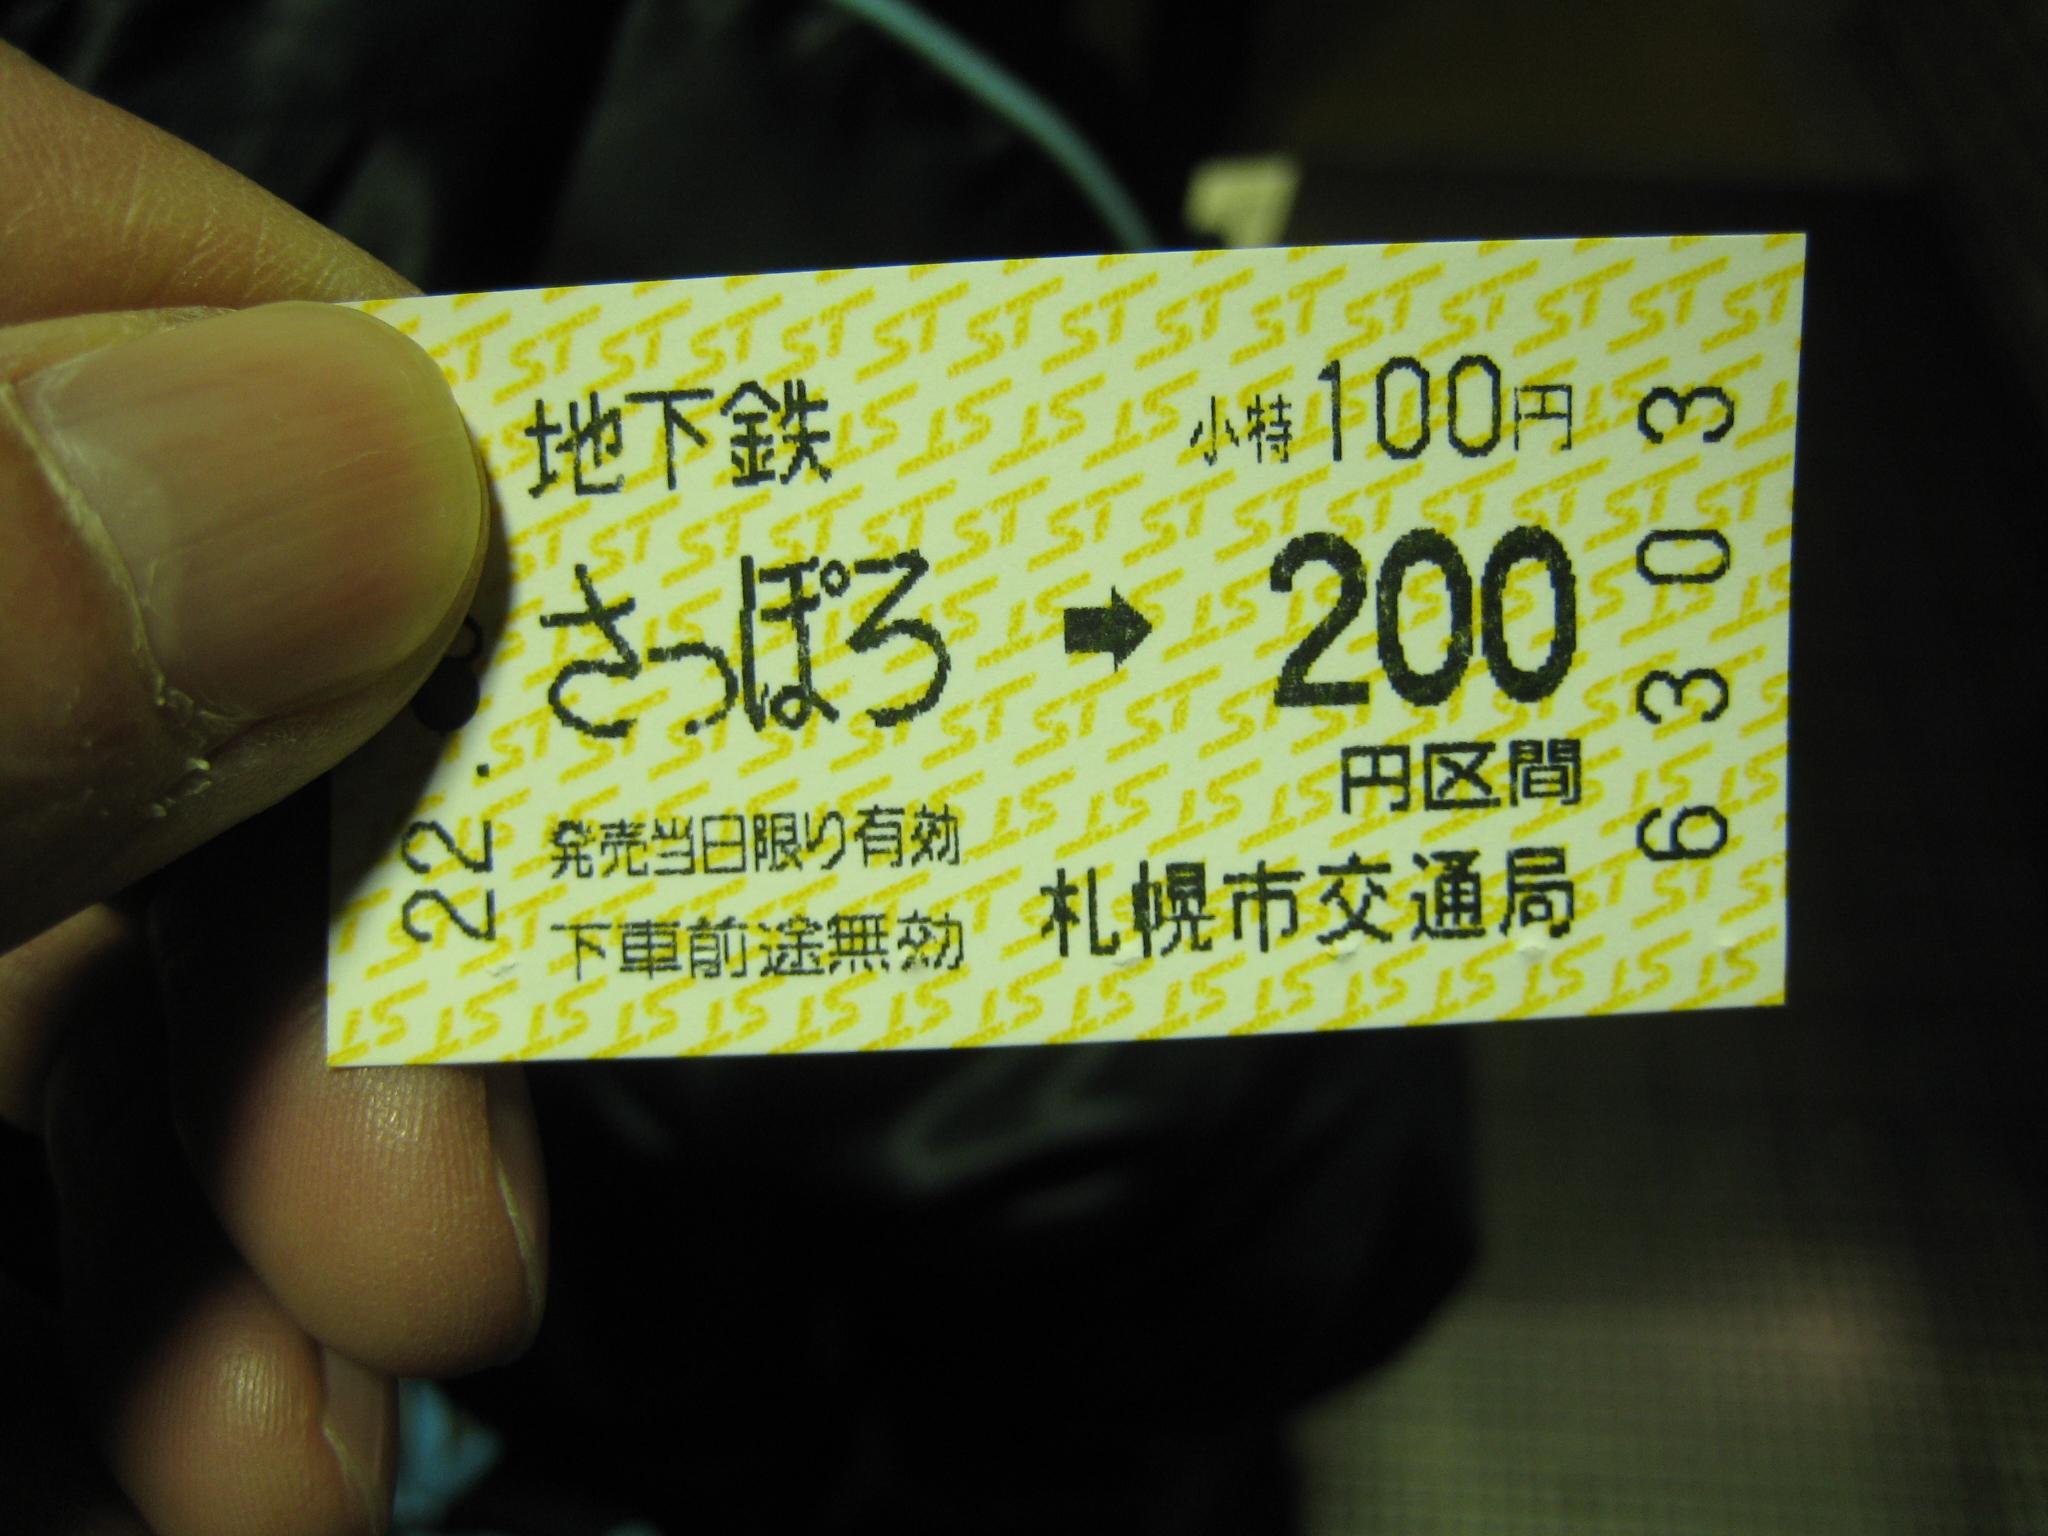 地下鉄 小特100円
さっぽろ ➡ 200
円区間
発売当日限り有効
下車前途無効 札幌市交通局
22.
6303
ST